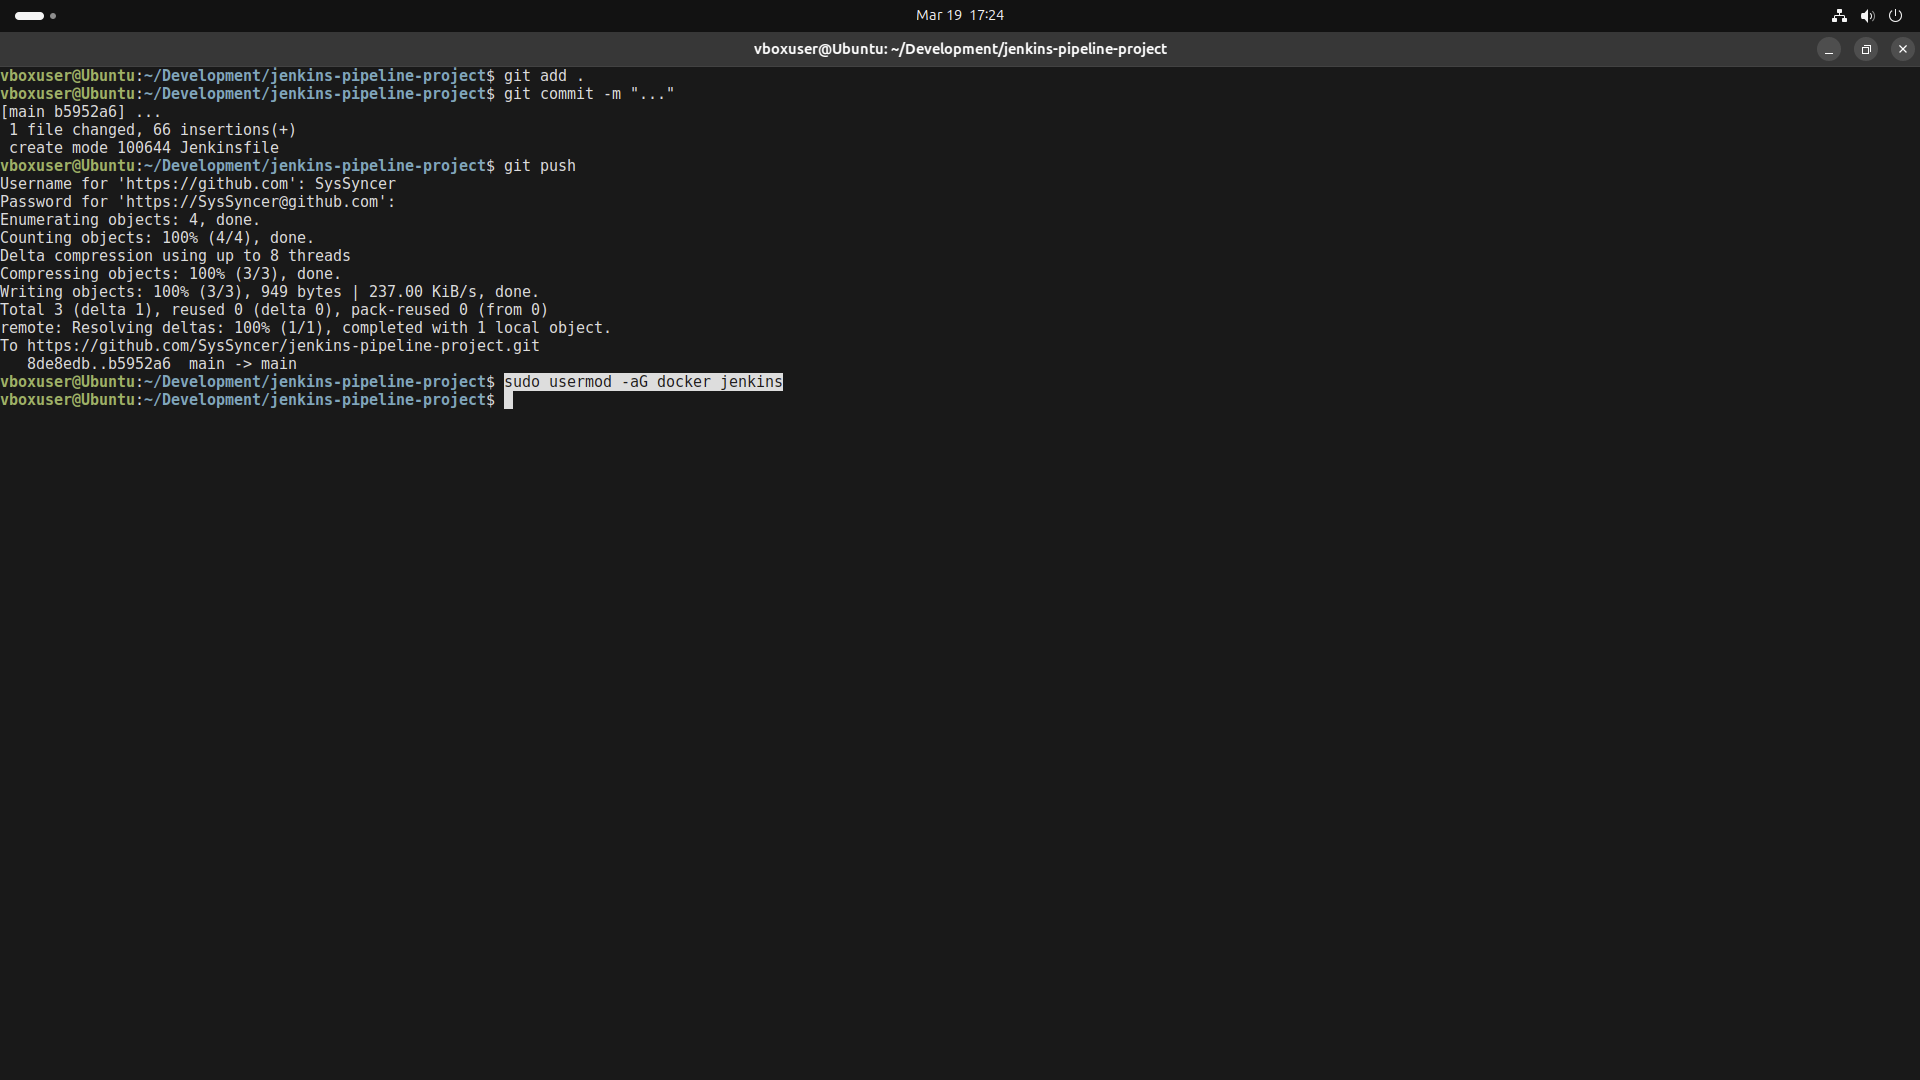 Mar 19 17:24
vboxuser@Ubuntu: ~/Development/jenkins-pipeline-project
vboxuser@Ubuntu:~/Development/jenkins-pipeline-project$ git add .
vboxuser@Ubuntu:~/Development/jenkins-pipeline-project$ git commit -m "..."
[main b5952a6] ...
 1 file changed, 66 insertions(+)
 create mode 100644 Jenkinsfile
vboxuser@Ubuntu:~/Development/jenkins-pipeline-project$ git push
Username for 'https://github.com': SysSyncer
Password for 'https://SysSyncer@github.com':
Enumerating objects: 4, done.
Counting objects: 100% (4/4), done.
Delta compression using up to 8 threads
Compressing objects: 100% (3/3), done.
Writing objects: 100% (3/3), 949 bytes | 237.00 KiB/s, done.
Total 3 (delta 1), reused 0 (delta 0), pack-reused 0 (from 0)
remote: Resolving deltas: 100% (1/1), completed with 1 local object.
To https://github.com/SysSyncer/jenkins-pipeline-project.git
   8de8edb..b5952a6  main -> main
vboxuser@Ubuntu:~/Development/jenkins-pipeline-project$ sudo usermod -aG docker jenkins
vboxuser@Ubuntu:~/Development/jenkins-pipeline-project$